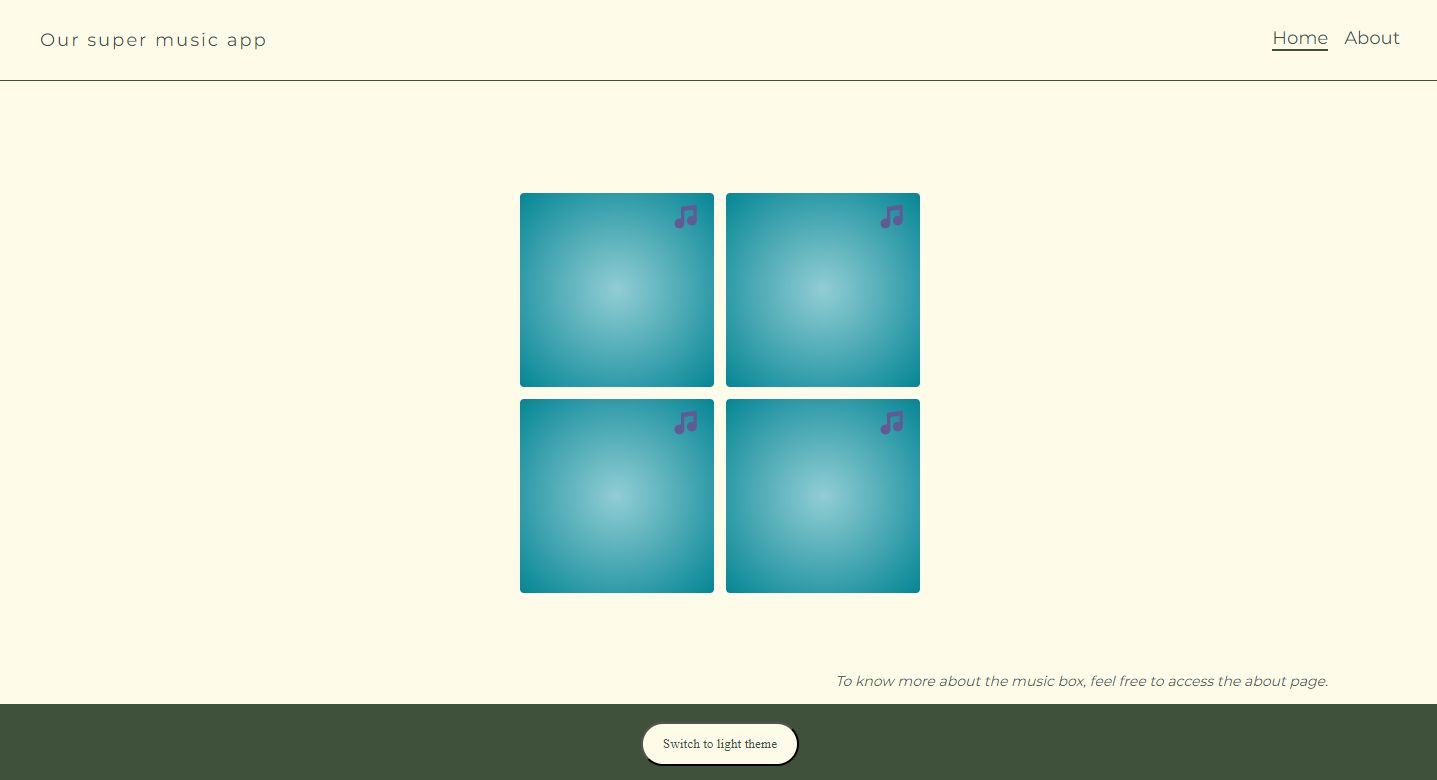 Our super music app
Home About
To know more about the music box, feel free to access the about page.
Switch to light theme